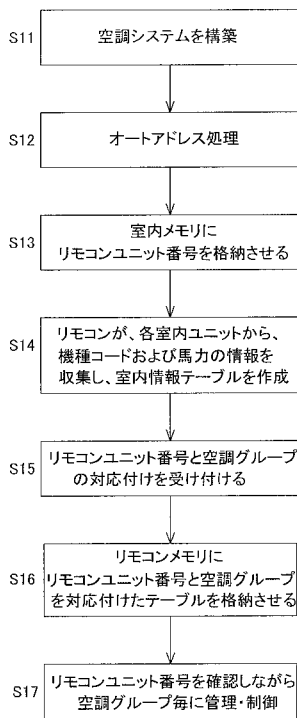 S11
空調システムを構築
S12
オートアドレス処理
S13
室内メモリに
リモコンユニット番号を格納させる
S14
リモコンが、各室内ユニットから、
機種コードおよび馬力の情報を
収集し、室内情報テーブルを作成
S15
リモコンユニット番号と空調グループ
の対応付けを受け付ける
S16
リモコンメモリに
リモコンユニット番号と空調グループ
を対応付けたテーブルを格納させる
S17
リモコンユニット番号を確認しながら
空調グループ毎に管理・制御